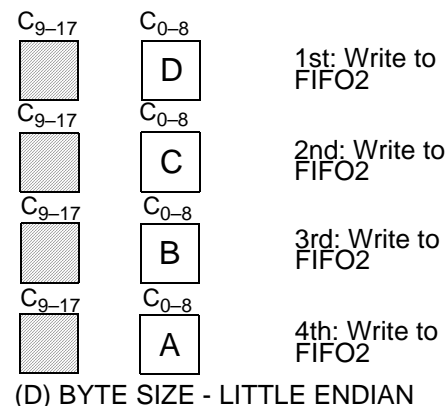 C9–17 C0–8
D 1st: Write to
FIFO2
C9–17 C0–8
C 2nd: Write to
FIFO2
C9–17 C0–8
B 3rd: Write to
FIFO2
C9–17 C0–8
A 4th: Write to
FIFO2
(D) BYTE SIZE - LITTLE ENDIAN